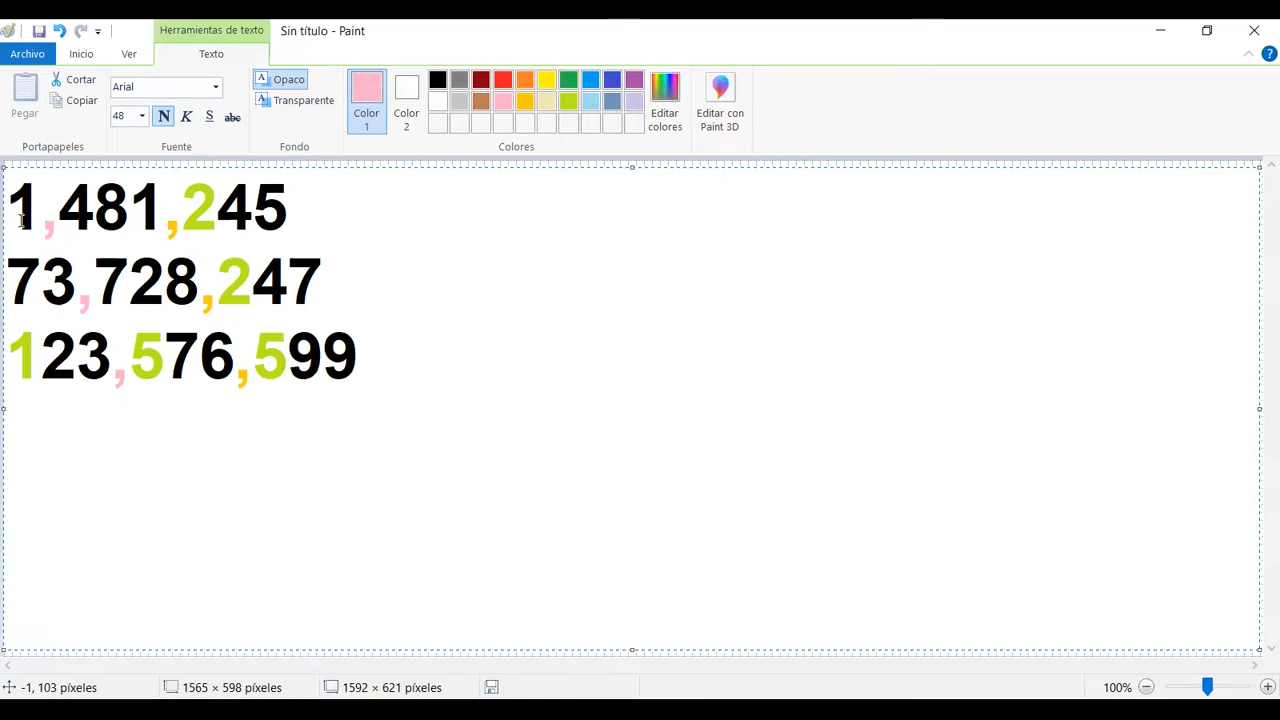 Herramientas de texto
Sin título - Paint
Archivo
Inicio
Ver
Texto
Pegar
Cortar
Copiar
Portapapeles
Arial
48
N K S abc
Fuente
Opaco
Transparente
Fondo
Color 1
Color 2
Editar colores
Colores
Editar con Paint 3D
1,481,245
73,728,247
123,576,599
-1, 103 píxeles
1565 × 598 píxeles
1592 × 621 píxeles
100%